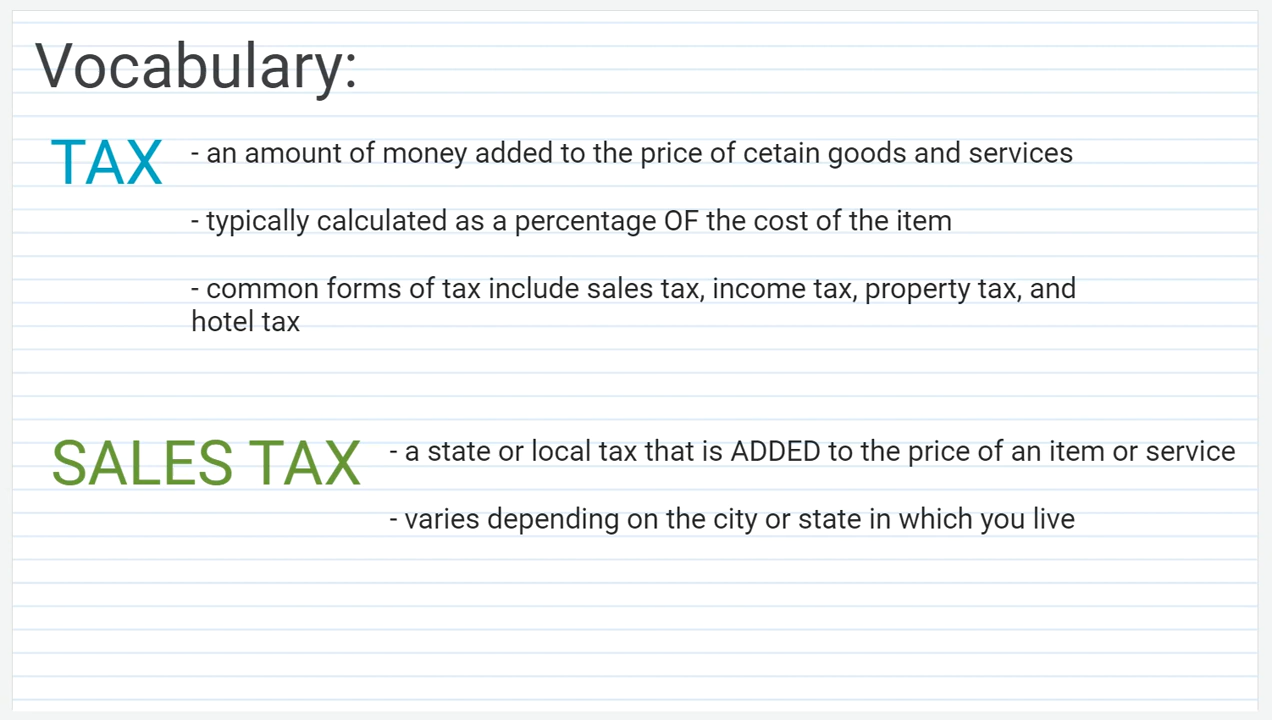 Vocabulary:
TAX - an amount of money added to the price of cetain goods and services
- typically calculated as a percentage OF the cost of the item
- common forms of tax include sales tax, income tax, property tax, and
hotel tax
SALES TAX - a state or local tax that is ADDED to the price of an item or service
- varies depending on the city or state in which you live